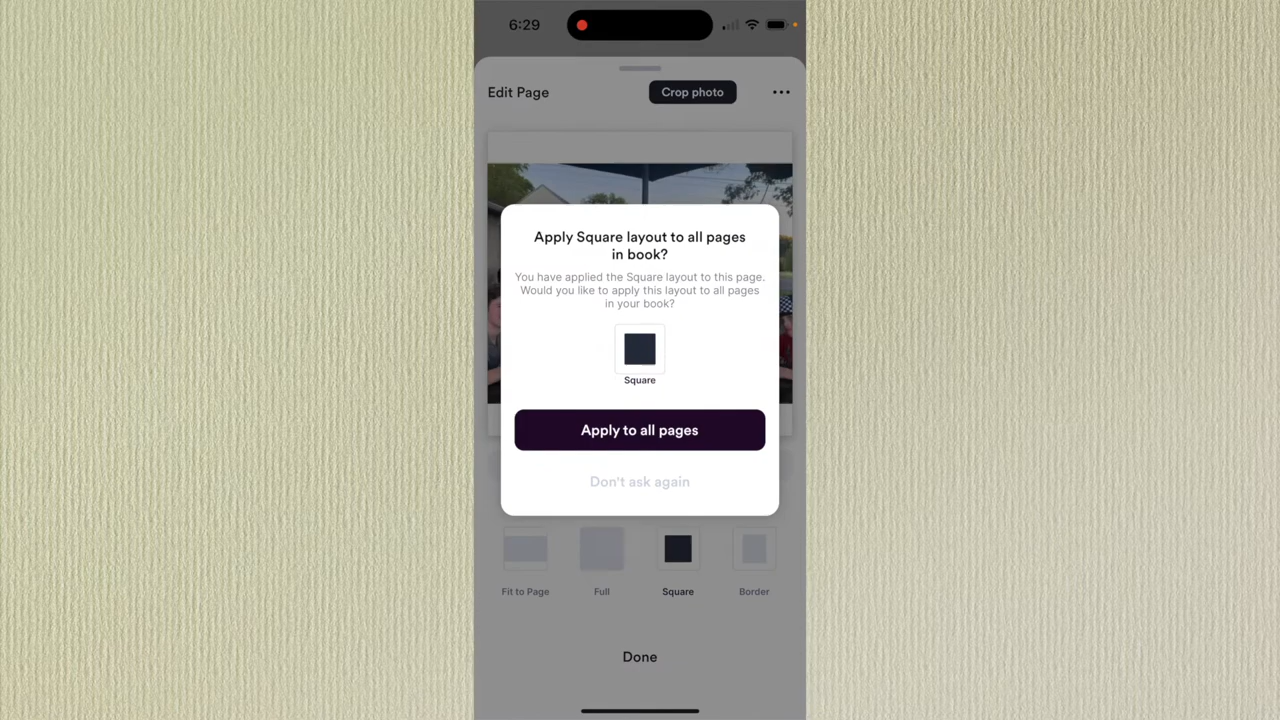 6:29
Edit Page
Crop photo
Apply Square layout to all pages
in book?
You have applied the Square layout to this page.
Would you like to apply this layout to all pages
in your book?
Square
Apply to all pages
Don't ask again
Fit to Page
Full
Square
Border
Done